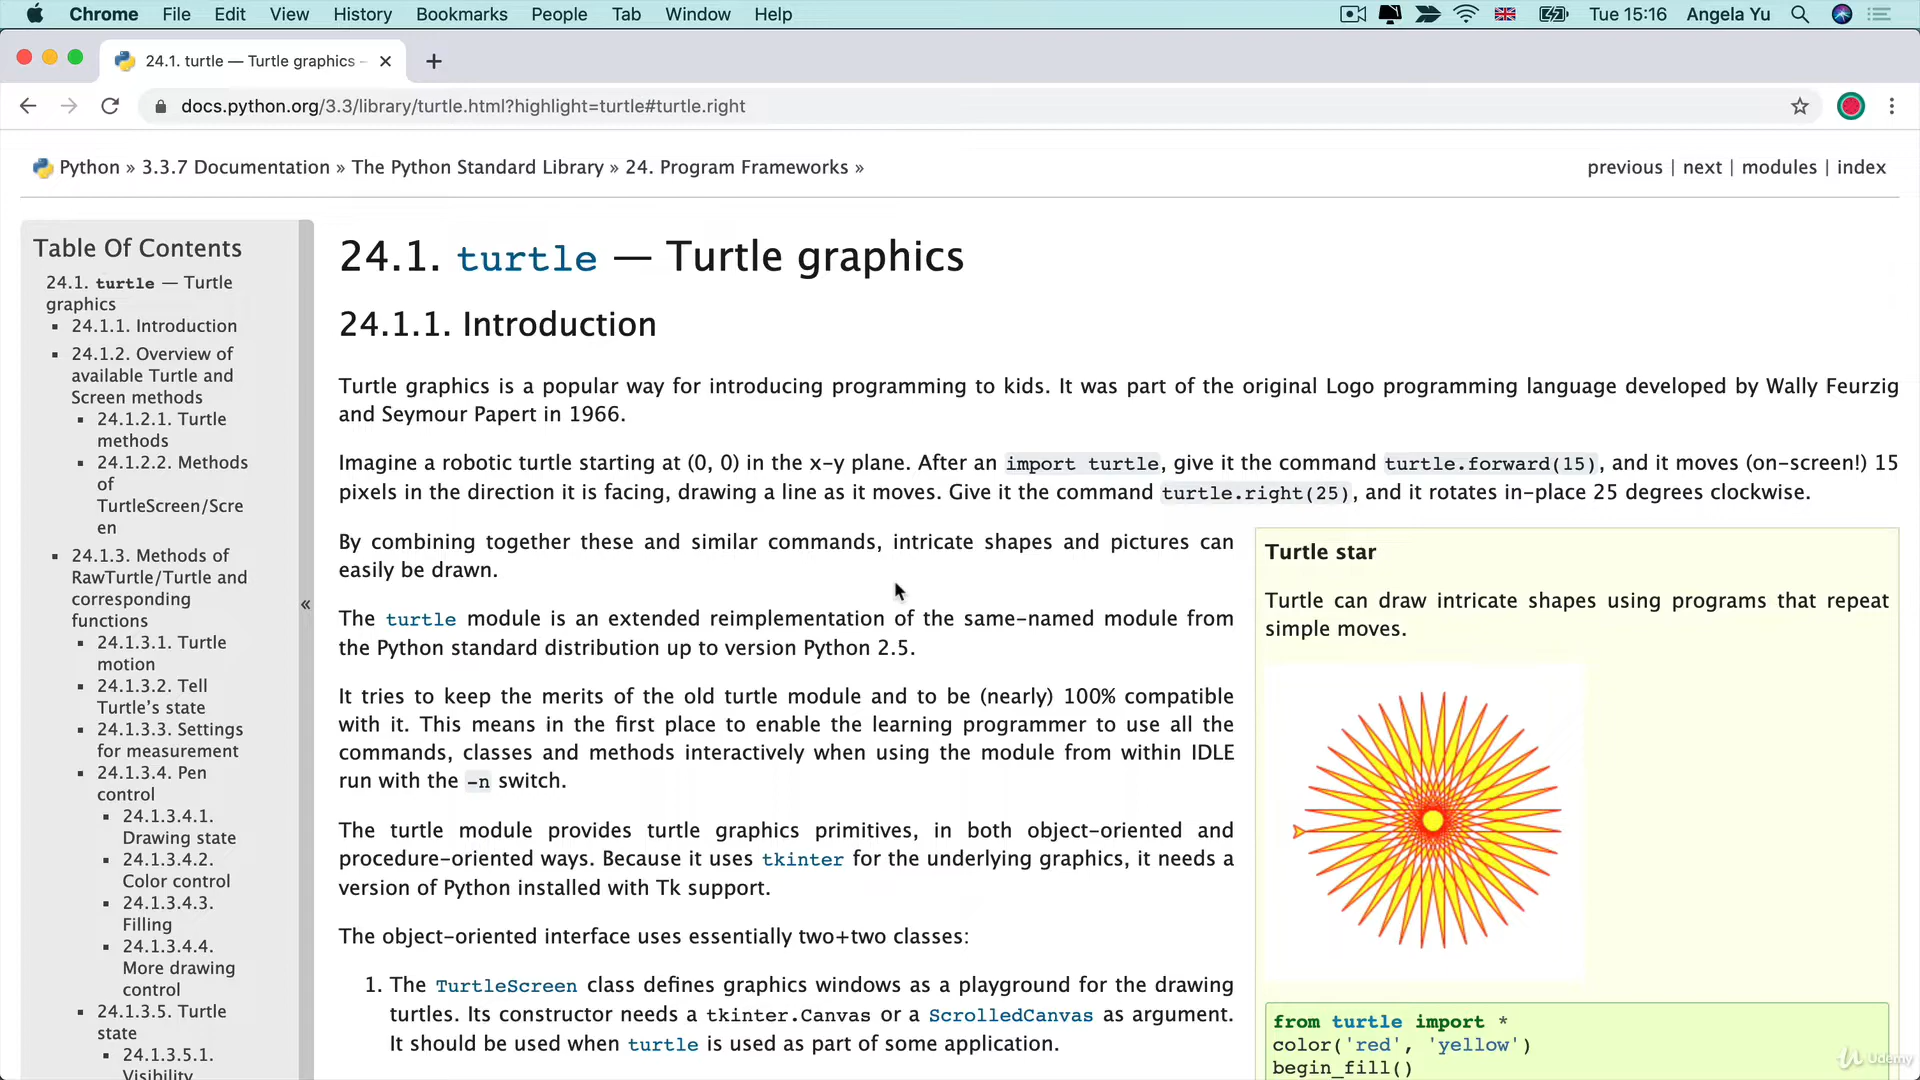 Chrome File Edit View History Bookmarks People Tab Window Help Tue 15:16 Angela Yu
24.1. turtle — Turtle graphics –
docs.python.org/3.3/library/turtle.html?highlight=turtle#turtle.right
Python » 3.3.7 Documentation » The Python Standard Library » 24. Program Frameworks » previous | next | modules | index
Table Of Contents
24.1. turtle — Turtle
graphics
24.1.1. Introduction
24.1.2. Overview of
available Turtle and
Screen methods
24.1.2.1. Turtle
methods
24.1.2.2. Methods
of
TurtleScreen/Scre
en
24.1.3. Methods of
RawTurtle/Turtle and
corresponding
functions
24.1.3.1. Turtle
motion
24.1.3.2. Tell
Turtle’s state
24.1.3.3. Settings
for measurement
24.1.3.4. Pen
control
24.1.3.4.1.
Drawing state
24.1.3.4.2.
Color control
24.1.3.4.3.
Filling
24.1.3.4.4.
More drawing
control
24.1.3.5. Turtle
state
24.1.3.5.1.
Visibility
«
24.1. turtle — Turtle graphics
24.1.1. Introduction
Turtle graphics is a popular way for introducing programming to kids. It was part of the original Logo programming language developed by Wally Feurzig
and Seymour Papert in 1966.
Imagine a robotic turtle starting at (0, 0) in the x-y plane. After an import turtle, give it the command turtle.forward(15), and it moves (on-screen!) 15
pixels in the direction it is facing, drawing a line as it moves. Give it the command turtle.right(25), and it rotates in-place 25 degrees clockwise.
By combining together these and similar commands, intricate shapes and pictures can
easily be drawn.
The turtle module is an extended reimplementation of the same-named module from
the Python standard distribution up to version Python 2.5.
It tries to keep the merits of the old turtle module and to be (nearly) 100% compatible
with it. This means in the first place to enable the learning programmer to use all the
commands, classes and methods interactively when using the module from within IDLE
run with the -n switch.
The turtle module provides turtle graphics primitives, in both object-oriented and
procedure-oriented ways. Because it uses tkinter for the underlying graphics, it needs a
version of Python installed with Tk support.
The object-oriented interface uses essentially two+two classes:
1. The TurtleScreen class defines graphics windows as a playground for the drawing
turtles. Its constructor needs a tkinter.Canvas or a ScrolledCanvas as argument.
It should be used when turtle is used as part of some application.
Turtle star
Turtle can draw intricate shapes using programs that repeat
simple moves.
from turtle import *
color('red', 'yellow')
begin_fill()
Udemy